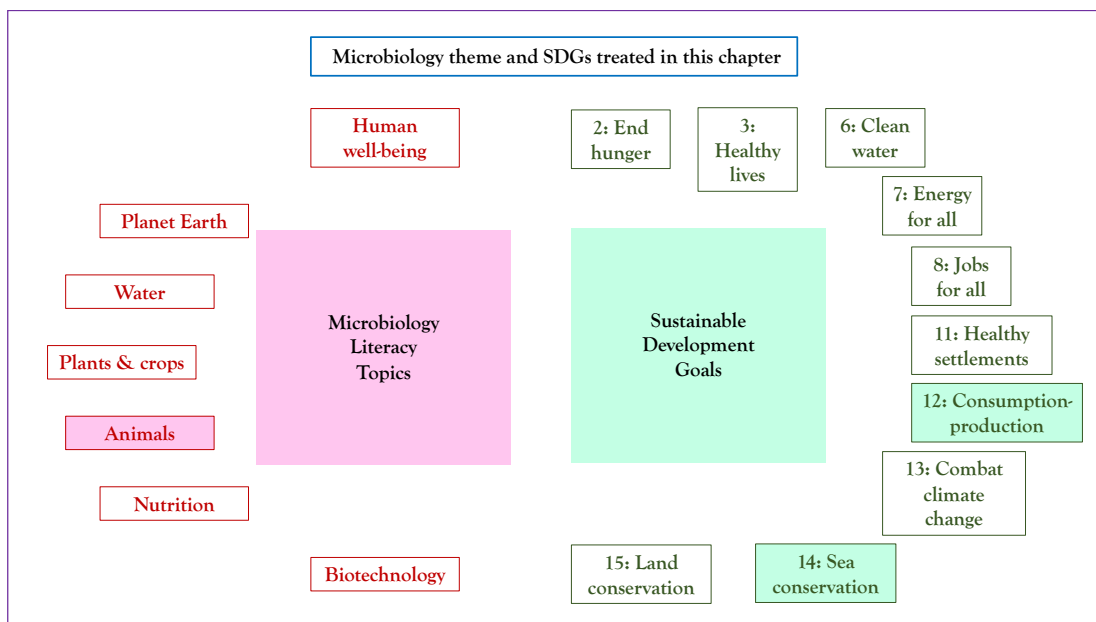 Microbiology theme and SDGs treated in this chapter
Human
well-being
Planet Earth
Water
Plants & crops
Animals
Nutrition
Biotechnology
Microbiology
Literacy
Topics
Sustainable
Development
Goals
2: End
hunger
3:
Healthy
lives
6: Clean
water
7: Energy
for all
8: Jobs
for all
11: Healthy
settlements
12: Consumption-
production
13: Combat
climate
change
14: Sea
conservation
15: Land
conservation